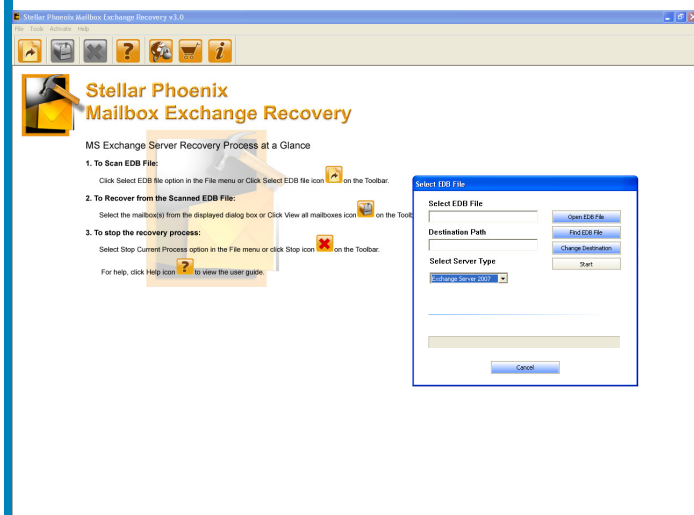 Stellar Phoenix Mailbox Exchange Recovery v3.0
File Tools Activate Help
Stellar Phoenix
Mailbox Exchange Recovery
MS Exchange Server Recovery Process at a Glance
1. To Scan EDB File:
Click Select EDB file option in the File menu or Click Select EDB file icon on the Toolbar.
2. To Recover from the Scanned EDB File:
Select the mailbox(s) from the displayed dialog box or Click View all mailboxes icon on the Toolb
3. To stop the recovery process:
Select Stop Current Process option in the File menu or click Stop icon on the Toolbar.
For help, click Help icon ? to view the user guide.
Select EDB File
Select EDB File
Open EDB File
Destination Path
Find EDB File
Change Destination
Select Server Type
Start
Exchange Server 2007
Cancel